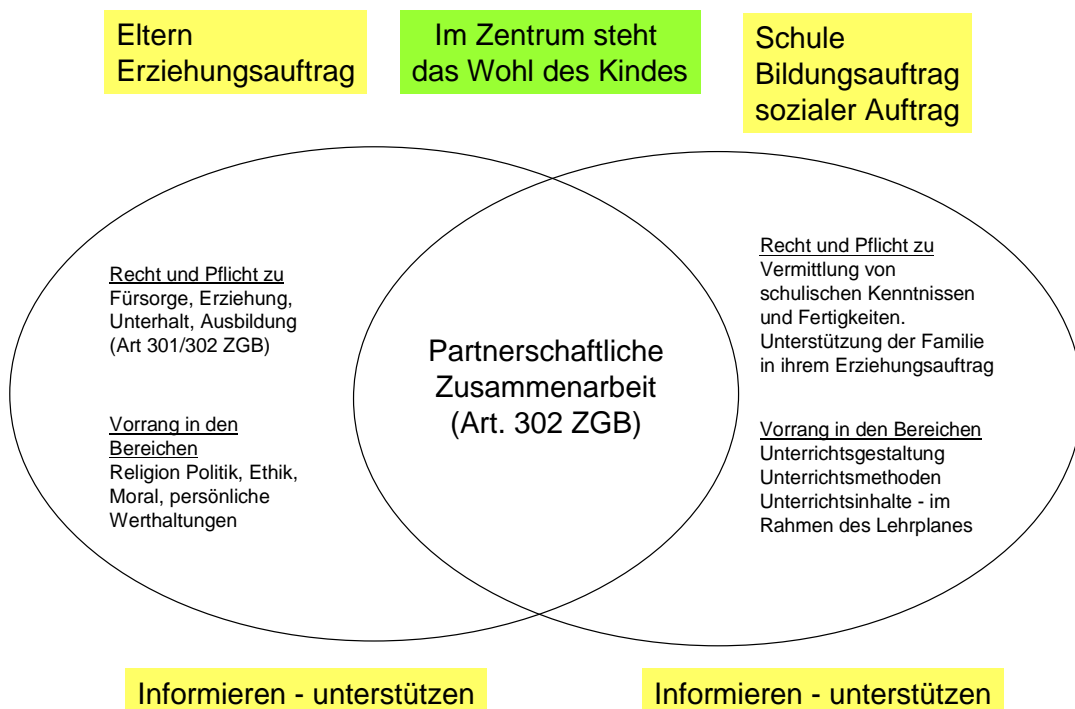 Eltern
Erziehungsauftrag
Im Zentrum steht
das Wohl des Kindes
Schule
Bildungsauftrag
sozialer Auftrag
Recht und Pflicht zu
Fürsorge, Erziehung,
Unterhalt, Ausbildung
(Art 301/302 ZGB)
Vorrang in den
Bereichen
Religion Politik, Ethik,
Moral, persönliche
Werthaltungen
Partnerschaftliche
Zusammenarbeit
(Art. 302 ZGB)
Recht und Pflicht zu
Vermittlung von
schulischen Kenntnissen
und Fertigkeiten.
Unterstützung der Familie
in ihrem Erziehungsauftrag
Vorrang in den Bereichen
Unterrichtsgestaltung
Unterrichtsmethoden
Unterrichtsinhalte - im
Rahmen des Lehrplanes
Informieren - unterstützen
Informieren - unterstützen